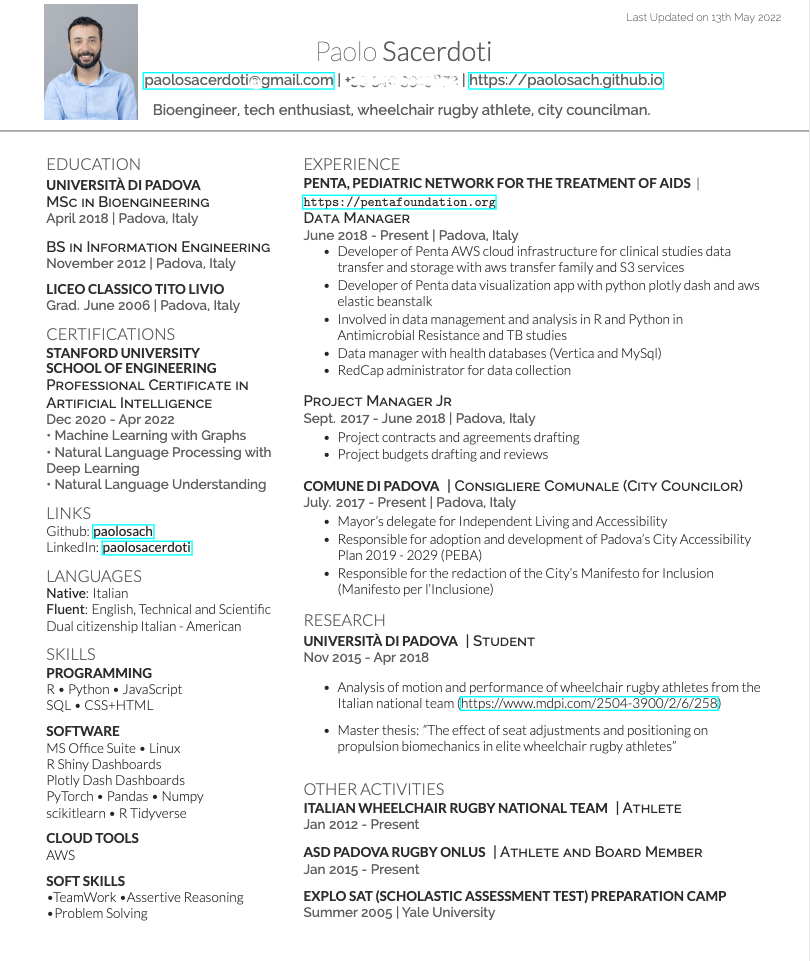 Last Updated on 13th May 2022
Paolo Sacerdoti
paolosacerdoti@gmail.com | | https://paolosach.github.io
Bioengineer, tech enthusiast, wheelchair rugby athlete, city councilman.
EDUCATION
UNIVERSITÀ DI PADOVA
MSc in Bioengineering
April 2018 | Padova, Italy
BS in Information Engineering
November 2012 | Padova, Italy
LICEO CLASSICO TITO LIVIO
Grad. June 2006 | Padova, Italy
CERTIFICATIONS
STANFORD UNIVERSITY
SCHOOL OF ENGINEERING
Professional Certificate in
Artificial Intelligence
Dec 2020 - Apr 2022
• Machine Learning with Graphs
• Natural Language Processing with
Deep Learning
• Natural Language Understanding
LINKS
Github: paolosach
LinkedIn: paolosacerdoti
LANGUAGES
Native: Italian
Fluent: English, Technical and Scientific
Dual citizenship Italian - American
SKILLS
PROGRAMMING
R • Python • JavaScript
SQL • CSS+HTML
SOFTWARE
MS Office Suite • Linux
R Shiny Dashboards
Plotly Dash Dashboards
PyTorch • Pandas • Numpy
scikitlearn • R Tidyverse
CLOUD TOOLS
AWS
SOFT SKILLS
•TeamWork •Assertive Reasoning
•Problem Solving
EXPERIENCE
PENTA, PEDIATRIC NETWORK FOR THE TREATMENT OF AIDS |
https://pentafoundation.org
Data Manager
June 2018 - Present | Padova, Italy
• Developer of Penta AWS cloud infrastructure for clinical studies data
transfer and storage with aws transfer family and S3 services
• Developer of Penta data visualization app with python plotly dash and aws
elastic beanstalk
• Involved in data management and analysis in R and Python in
Antimicrobial Resistance and TB studies
• Data manager with health databases (Vertica and MySql)
• RedCap administrator for data collection
Project Manager Jr
Sept. 2017 - June 2018 | Padova, Italy
• Project contracts and agreements drafting
• Project budgets drafting and reviews
COMUNE DI PADOVA | Consigliere Comunale (City Councilor)
July. 2017 - Present | Padova, Italy
• Mayor's delegate for Independent Living and Accessibility
• Responsible for adoption and development of Padova's City Accessibility
Plan 2019 - 2029 (PEBA)
• Responsible for the redaction of the City's Manifesto for Inclusion
(Manifesto per l'Inclusione)
RESEARCH
UNIVERSITÀ DI PADOVA | Student
Nov 2015 - Apr 2018
• Analysis of motion and performance of wheelchair rugby athletes from the
Italian national team (https://www.mdpi.com/2504-3900/2/6/258)
• Master thesis: "The effect of seat adjustments and positioning on
propulsion biomechanics in elite wheelchair rugby athletes"
OTHER ACTIVITIES
ITALIAN WHEELCHAIR RUGBY NATIONAL TEAM | Athlete
Jan 2012 - Present
ASD PADOVA RUGBY ONLUS | Athlete and Board Member
Jan 2015 - Present
EXPLO SAT (SCHOLASTIC ASSESSMENT TEST) PREPARATION CAMP
Summer 2005 | Yale University